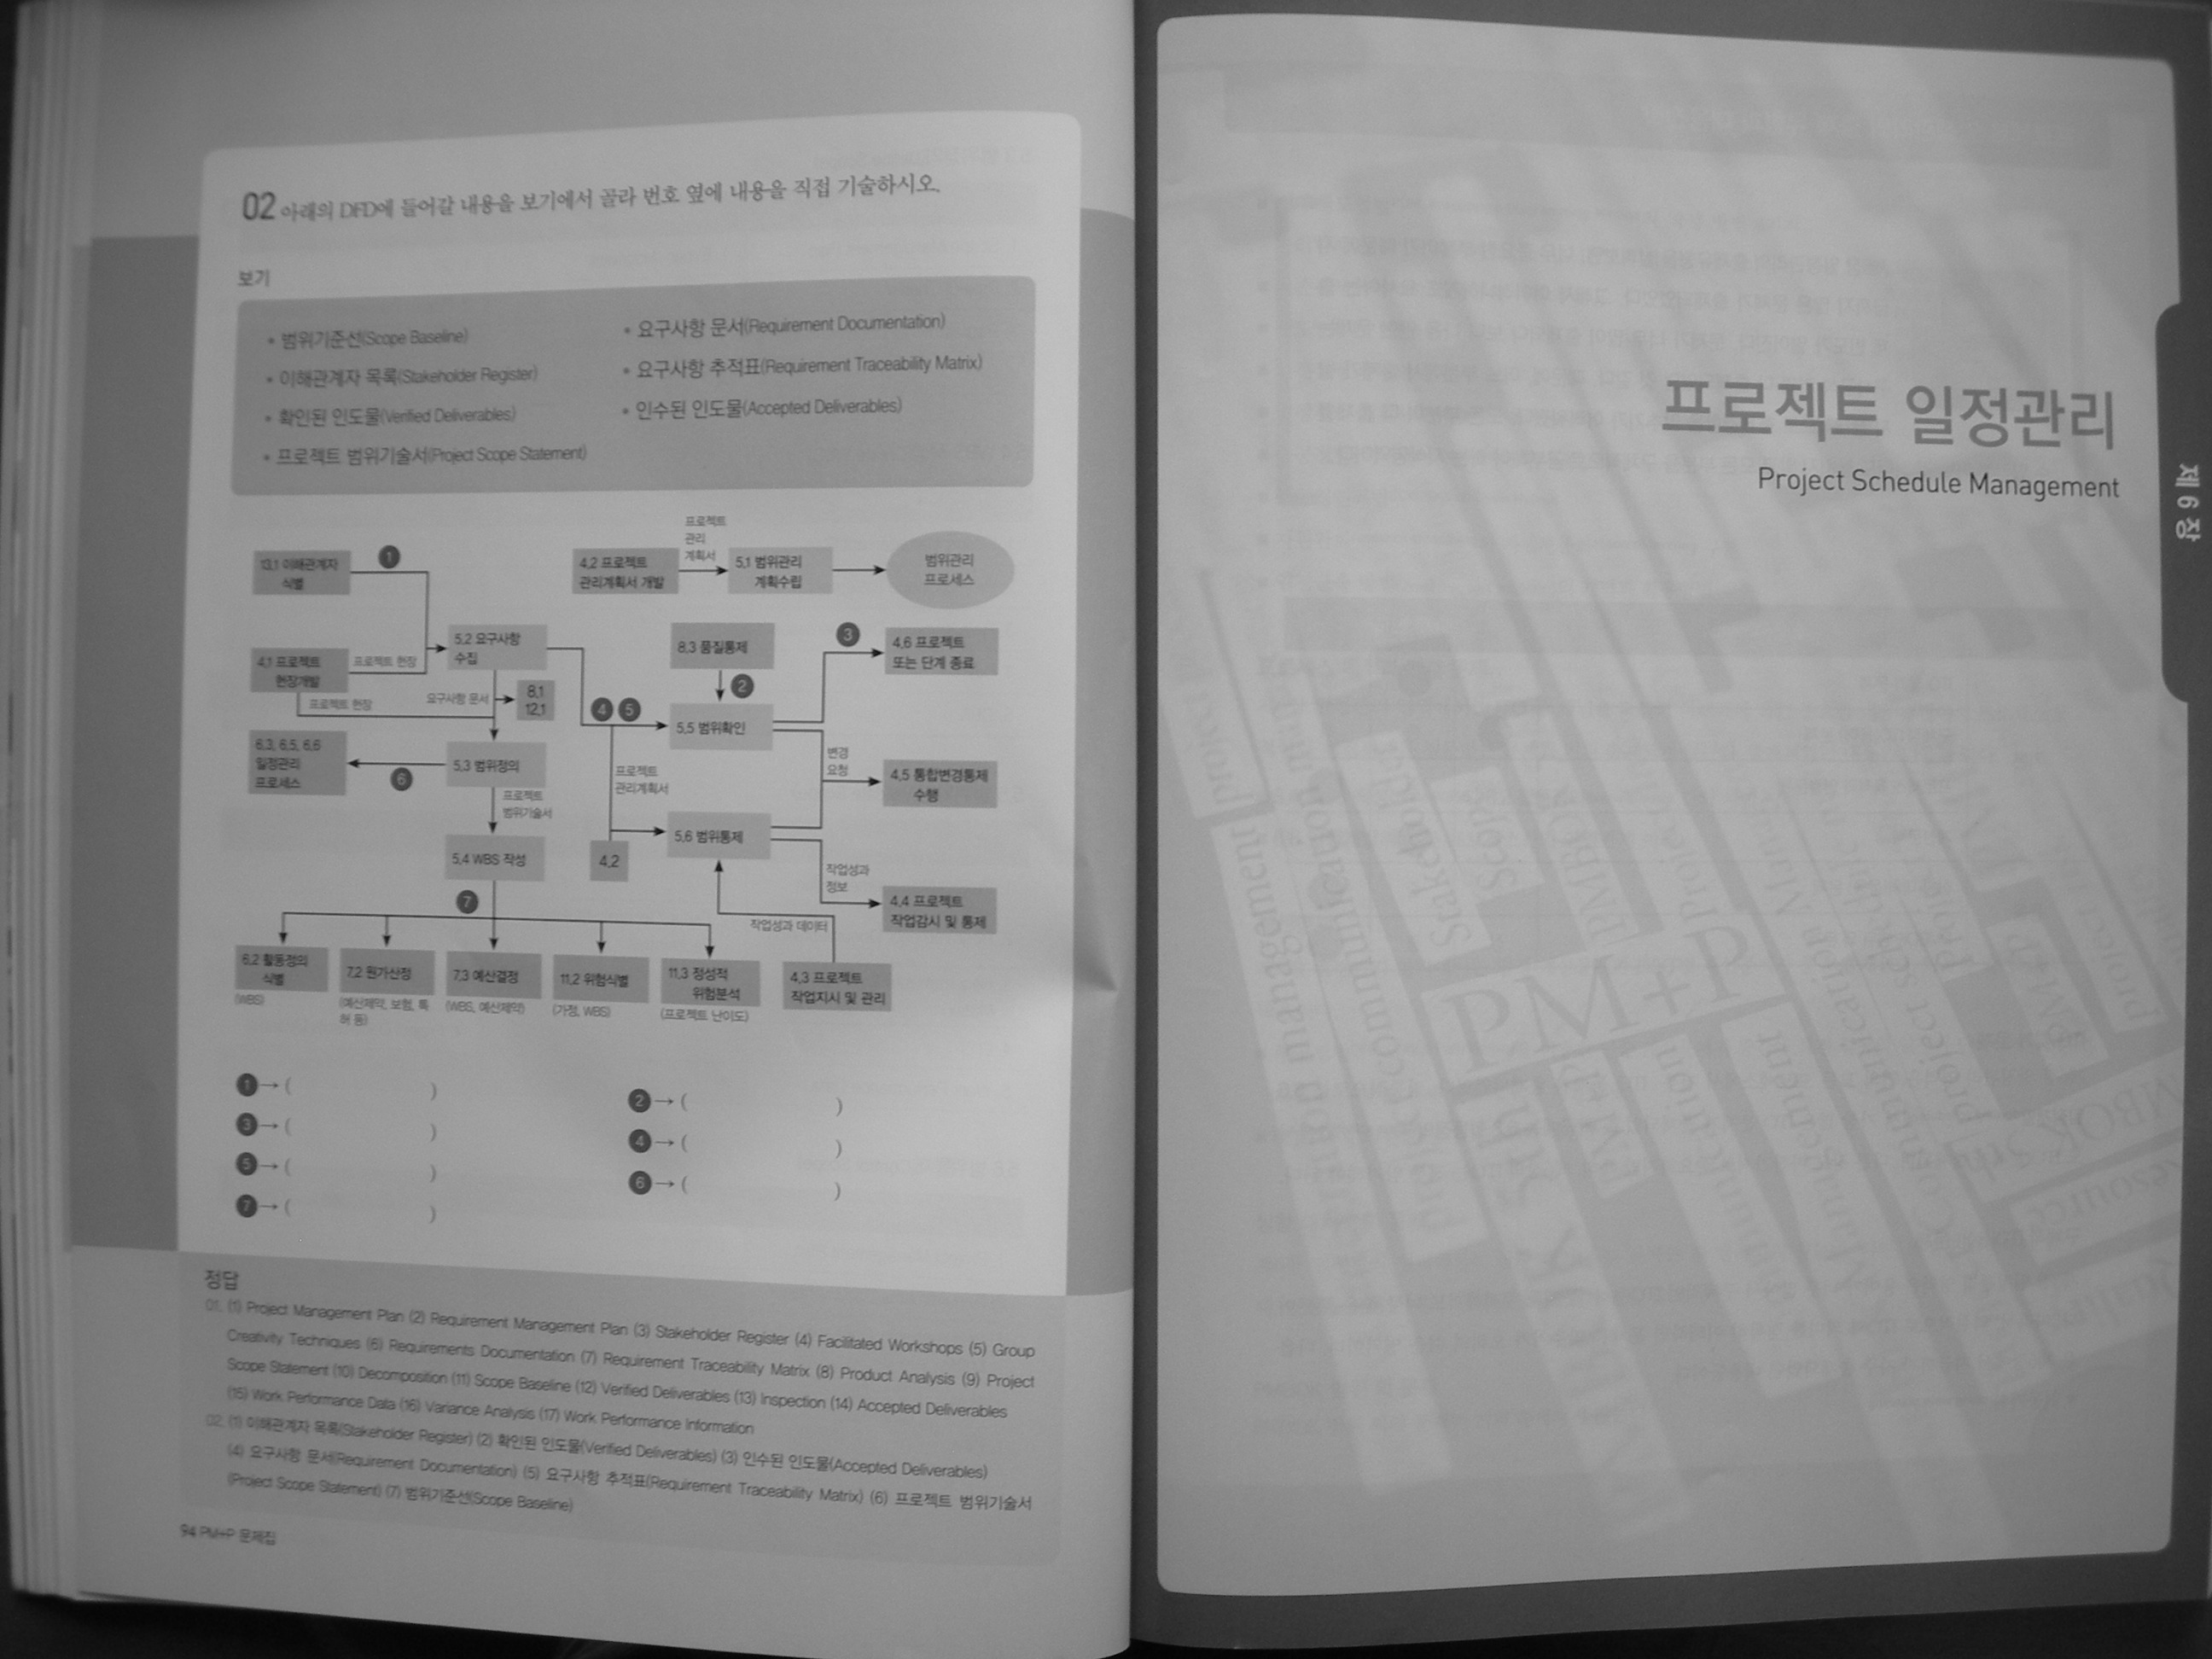 02 아래의 DFD에 들어갈 내용을 보기에서 골라 번호 옆에 내용을 직접 기술하시오.
보기
• 범위기준선(Scope Baseline)
• 이해관계자 목록(Stakeholder Register)
• 확인된 인도물(Verified Deliverables)
• 프로젝트 범위기술서(Project Scope Statement)
• 요구사항 문서(Requirement Documentation)
• 요구사항 추적표(Requirement Traceability Matrix)
• 인수된 인도물(Accepted Deliverables)
13.1 이해관계자
식별
❶
4.2 프로젝트
관리계획서 개발
프로젝트
관리
계획서
5.1 범위관리
계획수립
범위관리
프로세스
4.1 프로젝트
헌장개발
프로젝트 헌장
프로젝트 헌장
5.2 요구사항
수집
요구사항 문서
8.1
12.1
8.3 품질통제
❷
❸
4.6 프로젝트
또는 단계 종료
❹ ❺
5.5 범위확인
6.3, 6.5, 6.6
일정관리
프로세스
❻
5.3 범위정의
프로젝트
범위기술서
프로젝트
관리계획서
변경
요청
4.5 통합변경통제
수행
5.4 WBS 작성
4.2
5.6 범위통제
작업성과
정보
4.4 프로젝트
작업감시 및 통제
❼
작업성과 데이터
6.2 활동정의
식별
(WBS)
7.2 원가산정
(예산제약, 보험, 특
허 등)
7.3 예산결정
(WBS, 예산제약)
11.2 위험식별
(가정, WBS)
11.3 정성적
위험분석
(프로젝트 난이도)
4.3 프로젝트
작업지시 및 관리
❶→( )
❷→( )
❸→( )
❹→( )
❺→( )
❻→( )
❼→( )
정답
01. (1) Project Management Plan (2) Requirement Management Plan (3) Stakeholder Register (4) Facilitated Workshops (5) Group
Creativity Techniques (6) Requirements Documentation (7) Requirement Traceability Matrix (8) Product Analysis (9) Project
Scope Statement (10) Decomposition (11) Scope Baseline (12) Verified Deliverables (13) Inspection (14) Accepted Deliverables
(15) Work Performance Data (16) Variance Analysis (17) Work Performance Information
02. (1) 이해관계자 목록(Stakeholder Register) (2) 확인된 인도물(Verified Deliverables) (3) 인수된 인도물(Accepted Deliverables)
(4) 요구사항 문서(Requirement Documentation) (5) 요구사항 추적표(Requirement Traceability Matrix) (6) 프로젝트 범위기술서
(Project Scope Statement) (7) 범위기준선(Scope Baseline)
94 PM+P 문제집
프로젝트 일정관리
Project Schedule Management
제6장
PM+P
management
communication
Stakeholder
Scope
PMBOK